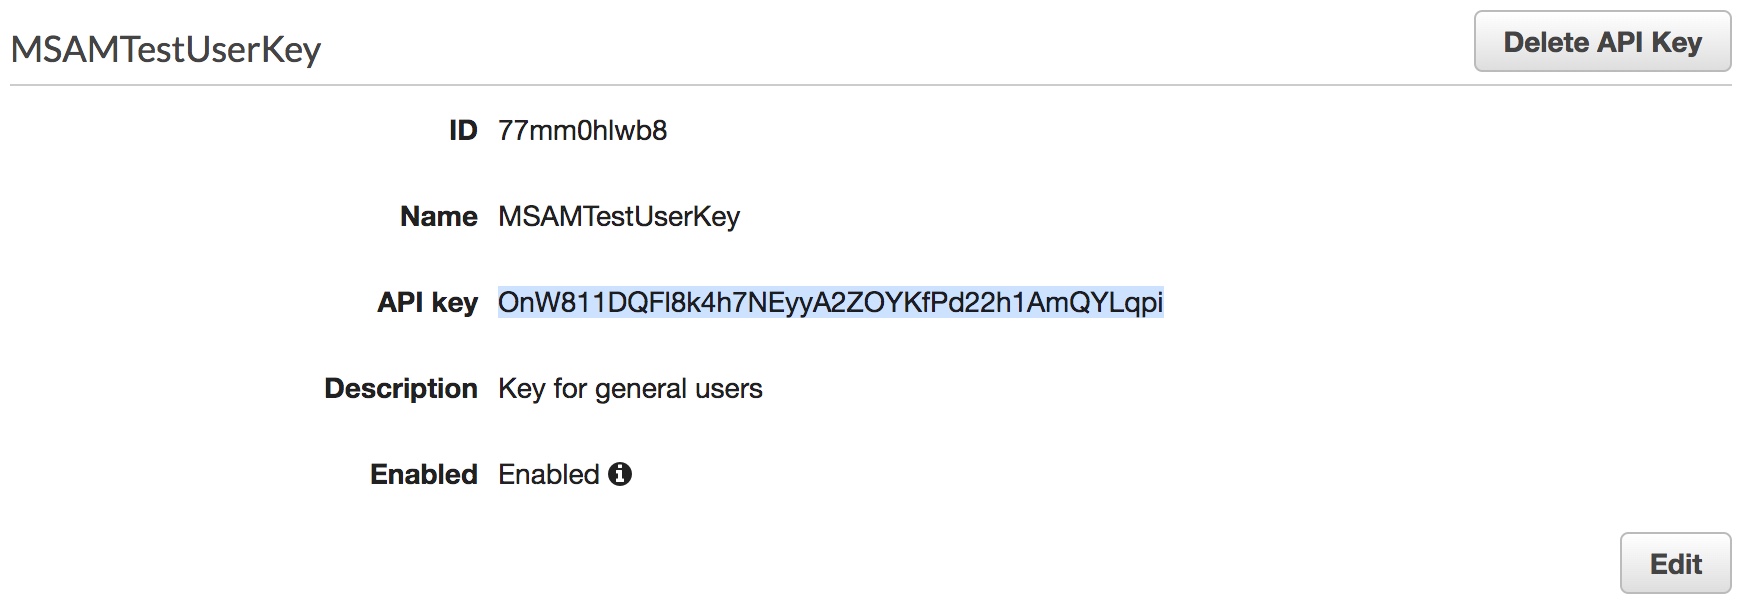 MSAMTestUserKey
Delete API Key
ID 77mm0hlwb8
Name MSAMTestUserKey
API key OnW811DQFl8k4h7NEyyA2ZOYKfPd22h1AmQYLqpi
Description Key for general users
Enabled Enabled
Edit